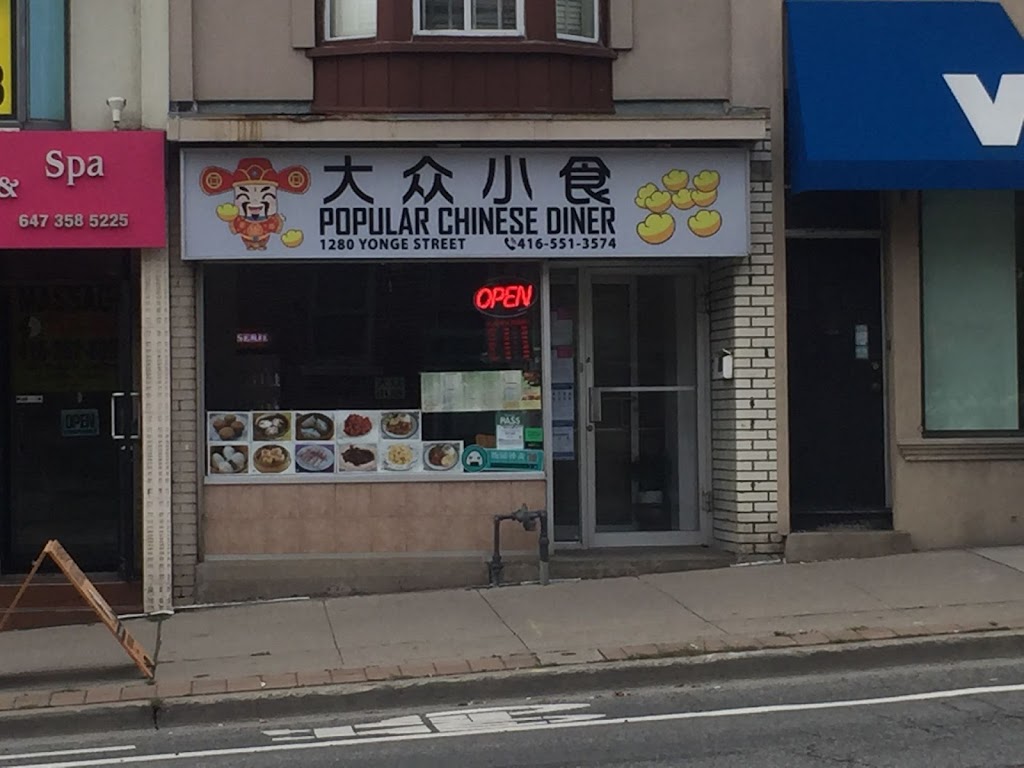 Spa
&
647 358 5225
大众小食
POPULAR CHINESE DINER
1280 YONGE STREET 416-551-3574
OPEN
MASSAG
OPEN
PASS